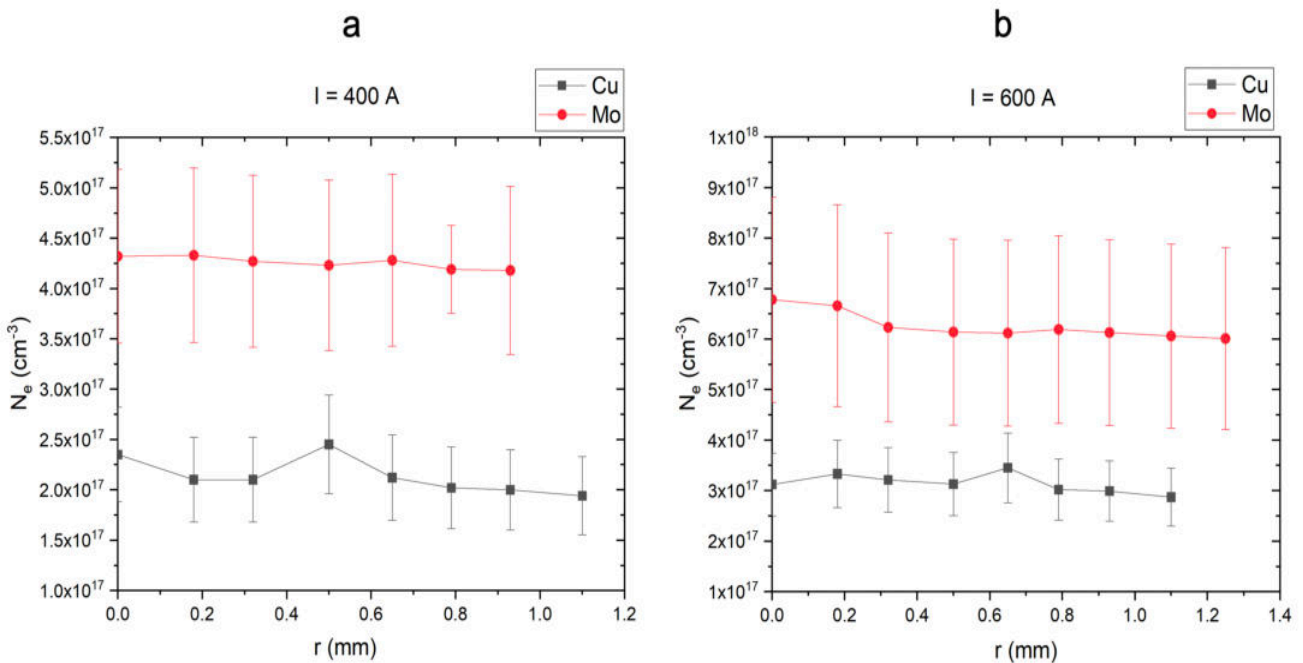 a
I = 400 A
Cu
Mo
5.5x10^17
5.0x10^17
4.5x10^17
4.0x10^17
3.5x10^17
3.0x10^17
2.5x10^17
2.0x10^17
1.5x10^17
1.0x10^17
N_e (cm^-3)
0.0 0.2 0.4 0.6 0.8 1.0 1.2
r (mm)
b
I = 600 A
Cu
Mo
1x10^18
9x10^17
8x10^17
7x10^17
6x10^17
5x10^17
4x10^17
3x10^17
2x10^17
1x10^17
N_e (cm^-3)
0.0 0.2 0.4 0.6 0.8 1.0 1.2 1.4
r (mm)